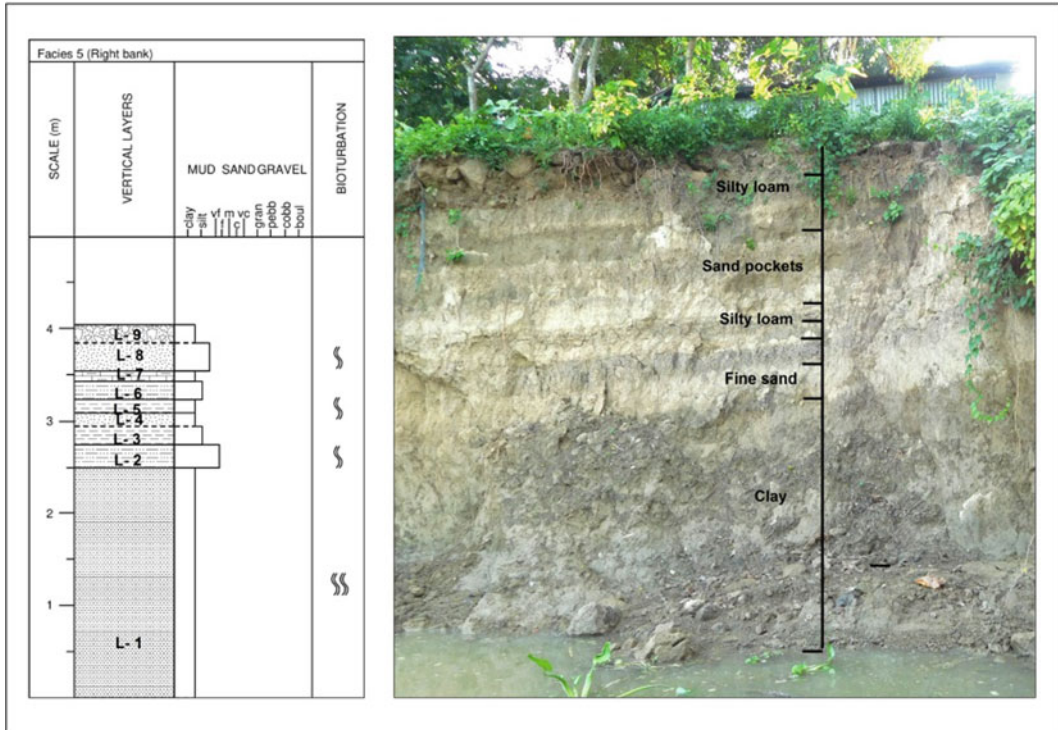 Facies 5 (Right bank)
SCALE (m)
VERTICAL LAYERS
MUD SAND GRAVEL
BIOTURBATION
clay
silt
vf
f
m
c
vc
gran
pebb
cobb
boul
4
3
2
1
L-9
L-8
L-7
L-6
L-5
L-4
L-3
L-2
L-1
Silty loam
Sand pockets
Silty loam
Fine sand
Clay